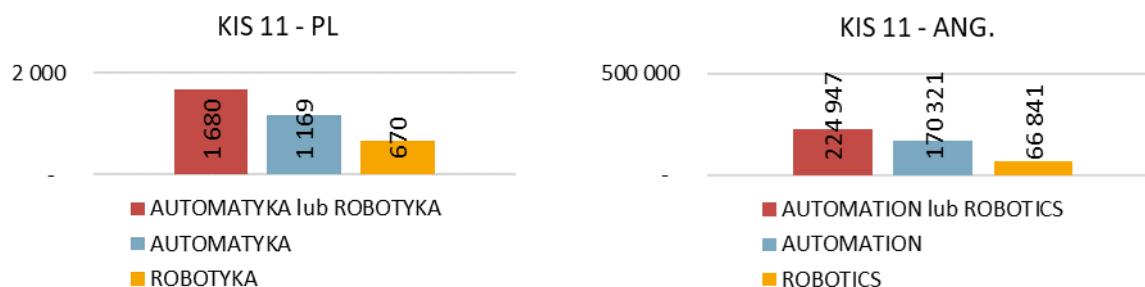 KIS 11 - PL
2 000
1 680
1 169
670
-
AUTOMATYKA lub ROBOTYKA
AUTOMATYKA
ROBOTYKA
KIS 11 - ANG.
500 000
224 947
170 321
66 841
-
AUTOMATION lub ROBOTICS
AUTOMATION
ROBOTICS